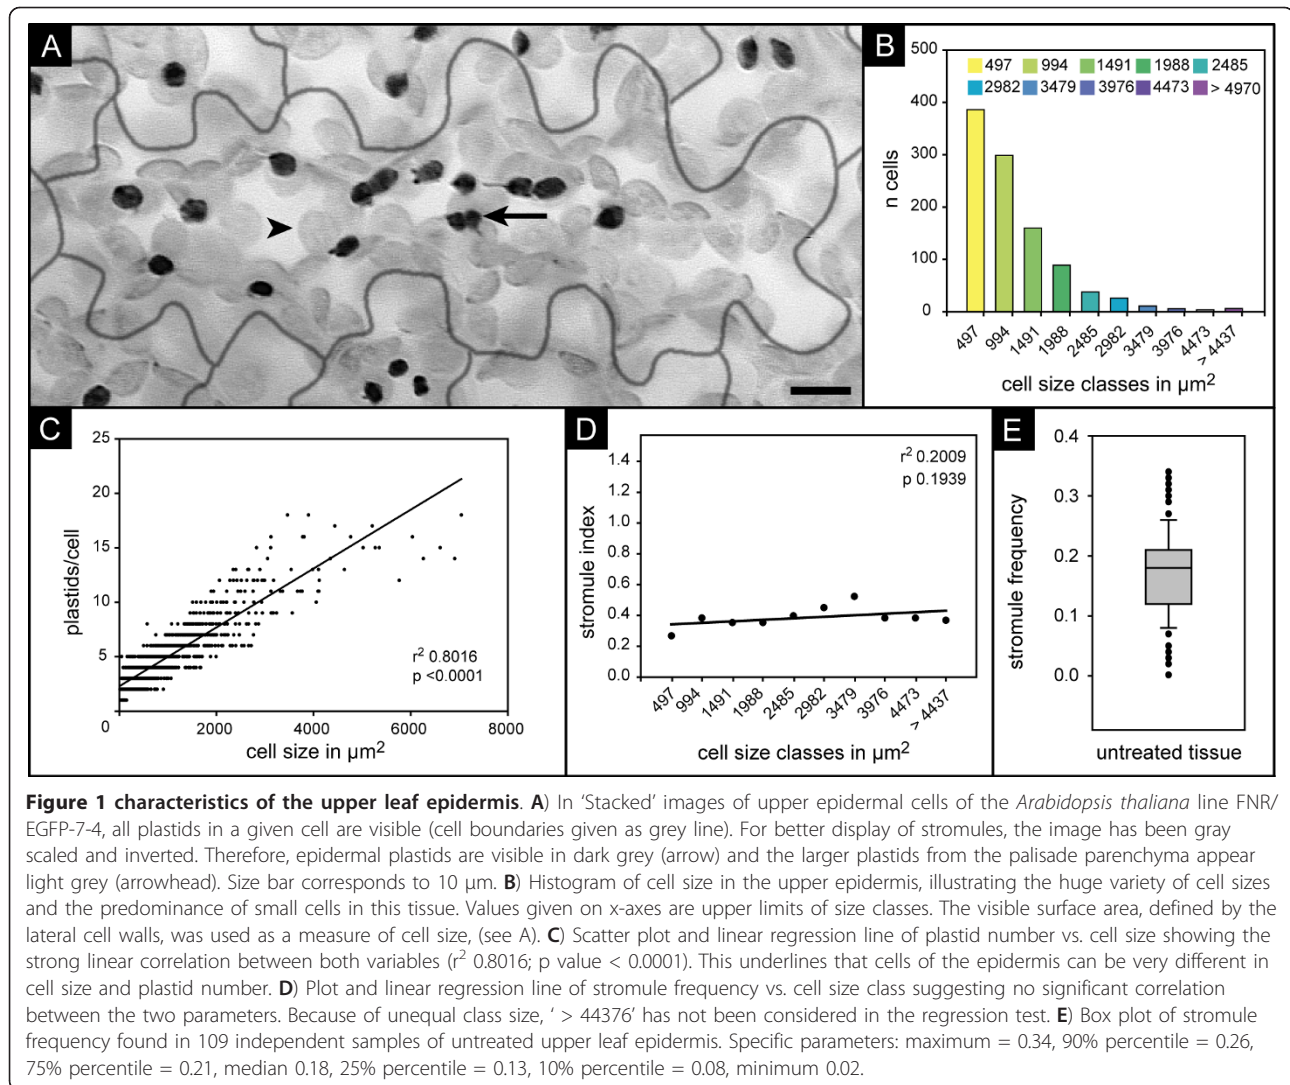 A
B
500
400
300
200
100
0
n cells
497 994 1491 1988 2485
2982 3479 3976 4473 > 4970
497 994 1491 1988 2485 2982 3479 3976 4473 > 4437
cell size classes in µm²
C
25
20
15
10
5
0
plastids/cell
r² 0.8016
p <0.0001
2000 4000 6000 8000
cell size in µm²
D
1.4
1.2
1.0
0.8
0.6
0.4
0.2
0.0
stromule index
r² 0.2009
p 0.1939
497 994 1491 1988 2485 2982 3479 3976 4473 > 4437
cell size classes in µm²
E
0.4
0.3
0.2
0.1
0.0
stromule frequency
untreated tissue
Figure 1 characteristics of the upper leaf epidermis. A) In ‘Stacked’ images of upper epidermal cells of the Arabidopsis thaliana line FNR/
EGFP-7-4, all plastids in a given cell are visible (cell boundaries given as grey line). For better display of stromules, the image has been gray
scaled and inverted. Therefore, epidermal plastids are visible in dark grey (arrow) and the larger plastids from the palisade parenchyma appear
light grey (arrowhead). Size bar corresponds to 10 µm. B) Histogram of cell size in the upper epidermis, illustrating the huge variety of cell sizes
and the predominance of small cells in this tissue. Values given on x-axes are upper limits of size classes. The visible surface area, defined by the
lateral cell walls, was used as a measure of cell size, (see A). C) Scatter plot and linear regression line of plastid number vs. cell size showing the
strong linear correlation between both variables (r² 0.8016; p value < 0.0001). This underlines that cells of the epidermis can be very different in
cell size and plastid number. D) Plot and linear regression line of stromule frequency vs. cell size class suggesting no significant correlation
between the two parameters. Because of unequal class size, ‘ > 44376’ has not been considered in the regression test. E) Box plot of stromule
frequency found in 109 independent samples of untreated upper leaf epidermis. Specific parameters: maximum = 0.34, 90% percentile = 0.26,
75% percentile = 0.21, median 0.18, 25% percentile = 0.13, 10% percentile = 0.08, minimum 0.02.